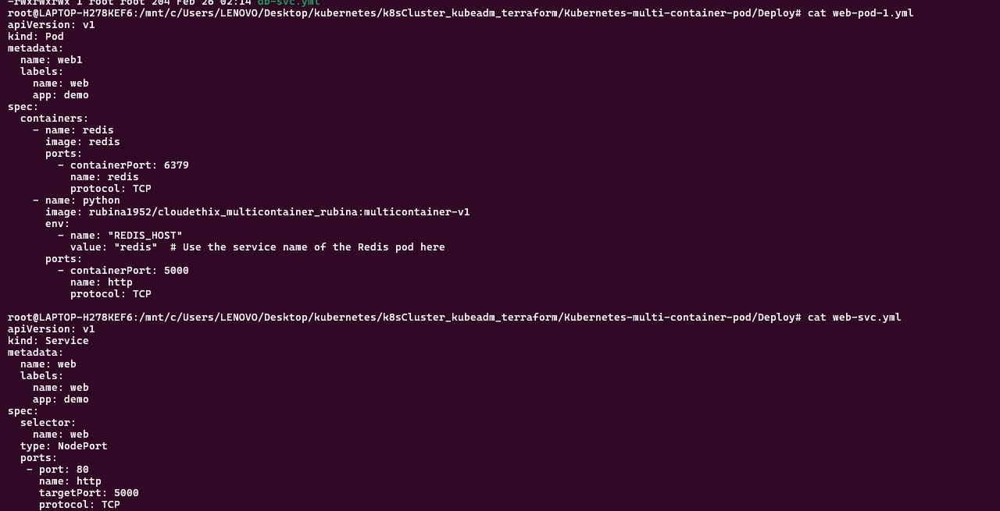 -rwxrwxrwx 1 root root 204 Feb 26 02:14 db-svc.yml
root@LAPTOP-H278KEF6:/mnt/c/Users/LENOVO/Desktop/kubernetes/k8sCluster_kubeadm_terraform/Kubernetes-multi-container-pod/Deploy# cat web-pod-1.yml
apiVersion: v1
kind: Pod
metadata:
  name: web1
  labels:
    name: web
    app: demo
spec:
  containers:
    - name: redis
      image: redis
      ports:
        - containerPort: 6379
          name: redis
          protocol: TCP
    - name: python
      image: rubina1952/cloudethix_multicontainer_rubina:multicontainer-v1
      env:
        - name: "REDIS_HOST"
          value: "redis"  # Use the service name of the Redis pod here
      ports:
        - containerPort: 5000
          name: http
          protocol: TCP
root@LAPTOP-H278KEF6:/mnt/c/Users/LENOVO/Desktop/kubernetes/k8sCluster_kubeadm_terraform/Kubernetes-multi-container-pod/Deploy# cat web-svc.yml
apiVersion: v1
kind: Service
metadata:
  name: web
  labels:
    name: web
    app: demo
spec:
  selector:
    name: web
  type: NodePort
  ports:
   - port: 80
     name: http
     targetPort: 5000
     protocol: TCP